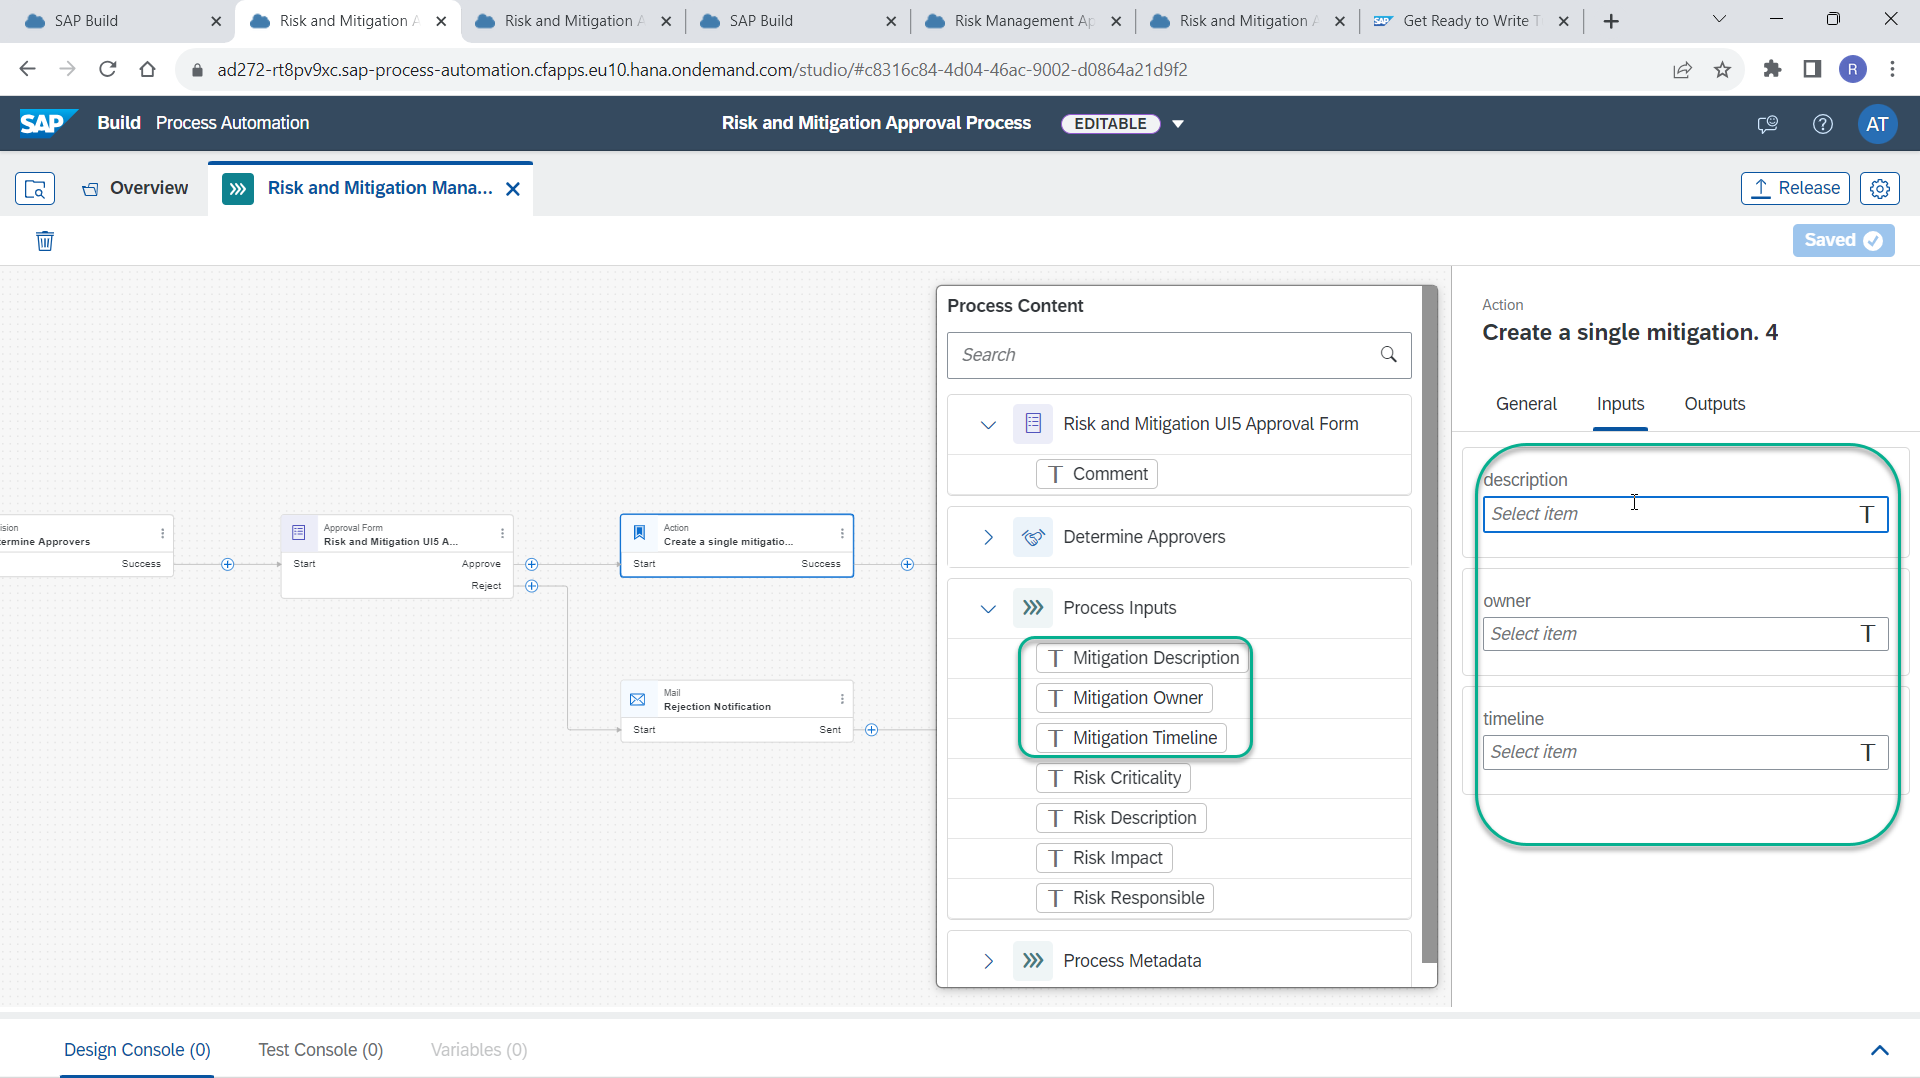 SAP Build
Risk and Mitigation A
Risk and Mitigation A
SAP Build
Risk Management Ap
Risk and Mitigation A
SAP Get Ready to Write T
ad272-rt8pv9xc.sap-process-automation.cfapps.eu10.hana.ondemand.com/studio/#c8316c84-4d04-46ac-9002-d0864a21d9f2
R
SAP Build Process Automation
Risk and Mitigation Approval Process EDITABLE
AT
Overview
Risk and Mitigation Mana...
Release
Saved
ision
ermine Approvers
Success
Approval Form
Risk and Mitigation UI5 A...
Start Approve
Reject
Action
Create a single mitigatio...
Start Success
Mail
Rejection Notification
Start Sent
Process Content
Search
Risk and Mitigation UI5 Approval Form
T Comment
Determine Approvers
Process Inputs
T Mitigation Description
T Mitigation Owner
T Mitigation Timeline
T Risk Criticality
T Risk Description
T Risk Impact
T Risk Responsible
Process Metadata
Action
Create a single mitigation. 4
General Inputs Outputs
description
Select item T
owner
Select item T
timeline
Select item T
Design Console (0) Test Console (0) Variables (0)